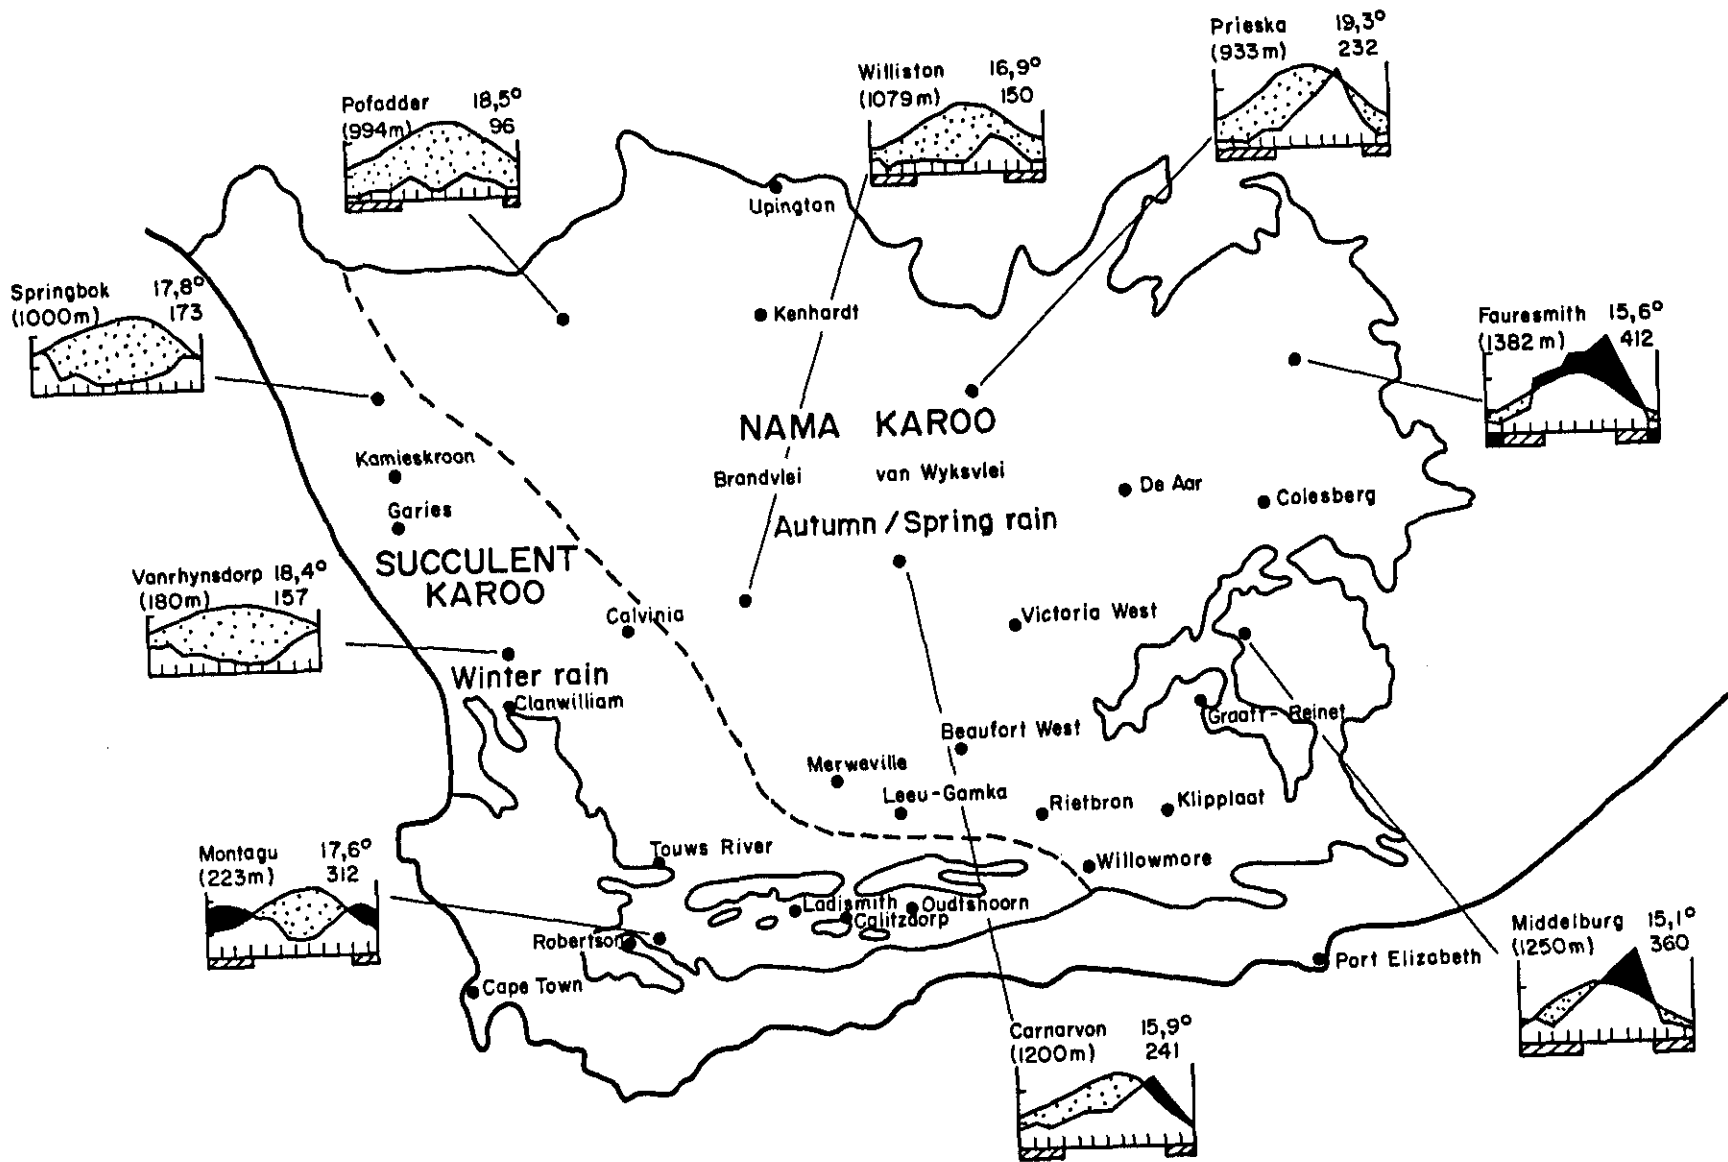 Prieska 19,3°
(933m) 232
Williston 16,9°
(1079m) 150
Pofadder 18,5°
(994m) 96
Upington
Springbok 17,8°
(1000m) 173
Kenhardt
Fauresmith 15,6°
(1382 m) 412
NAMA KAROO
Kamieskroon
Brandvlei
van Wyksvlei
De Aar
Colesberg
Garies
Autumn / Spring rain
SUCCULENT
KAROO
Vanrhynsdorp 18,4°
(180m) 157
Calvinia
Victoria West
Winter rain
Clanwilliam
Graaff-Reinet
Beaufort West
Merweville
Leeu-Gamka
Rietbron
Klipplaat
Touws River
Willowmore
Montagu 17,6°
(223m) 312
Ladismith
Oudtshoorn
Calitzdorp
Robertson
Middelburg 15,1°
(1250m) 360
Port Elizabeth
Cape Town
Carnarvon 15,9°
(1200m) 241